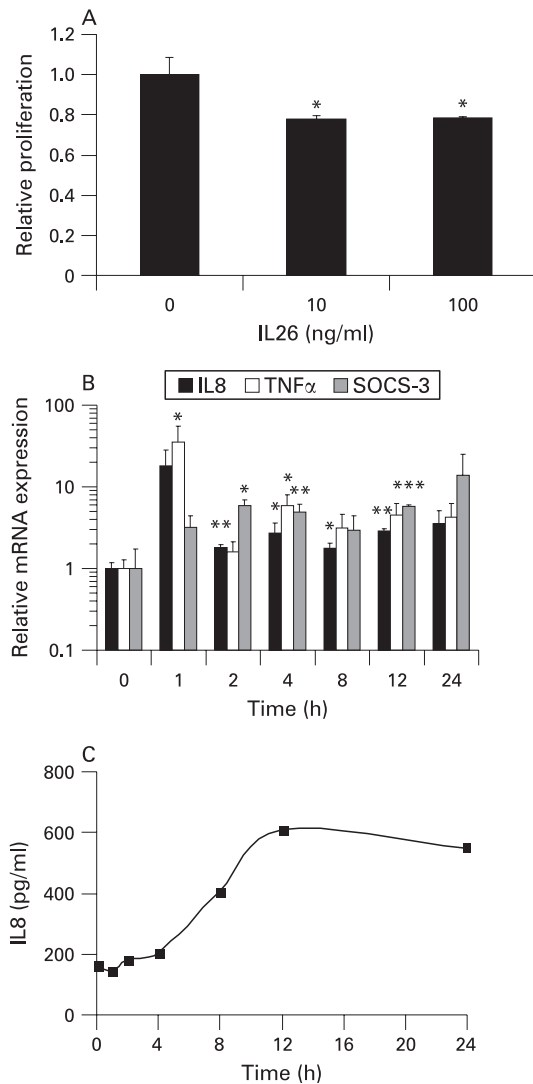 A
Relative proliferation
1.2
1.0
0.8
0.6
0.4
0.2
0
* *
0 10 100
IL26 (ng/ml)
B
IL8 TNFα SOCS-3
Relative mRNA expression
100
10
1
0.1
* ** * * * ** * ** ***
0 1 2 4 8 12 24
Time (h)
C
IL8 (pg/ml)
800
600
400
200
0
0 4 8 12 16 20 24
Time (h)